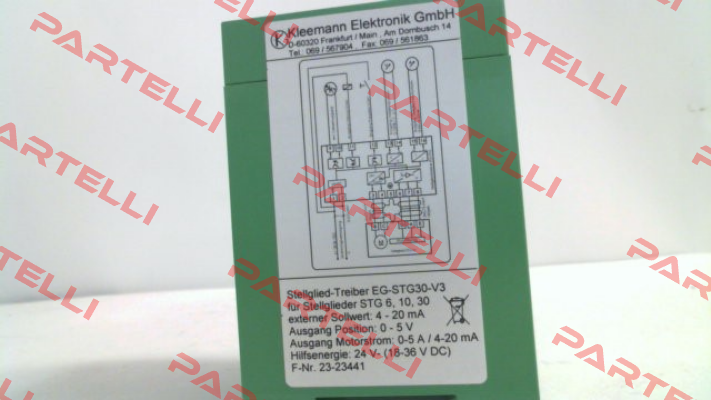 Kleemann Elektronik GmbH
D-60320 Frankfurt / Main , Am Dornbusch 14
Tel.: 069 / 567904 , Fax: 069 / 561863
Stellglied-Treiber EG-STG30-V3
für Stellglieder STG 6, 10, 30
externer Sollwert: 4 - 20 mA
Ausgang Position: 0 - 5 V
Ausgang Motorstrom: 0-5 A / 4-20 mA
Hilfsenergie: 24 V- (18-36 V DC)
F-Nr. 23-23441
PARTELLI
PARTELLI
PARTELLI
PARTELLI
PARTELLI
PARTELLI
PARTELLI
PARTELLI
PARTELLI